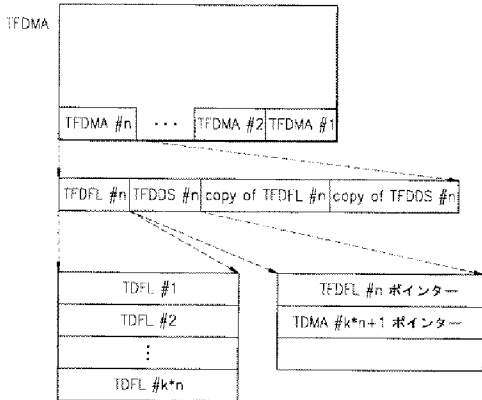 TFDMA
TFDMA #n ... TFDMA #2 TFDMA #1
TFDFL #n TFDDS #n copy of TFDFL #n copy of TFDDS #n
TDFL #1
TDFL #2
⋮
TDFL #k*n
TFDFL #n ポインター
TDMA #k*n+1 ポインター